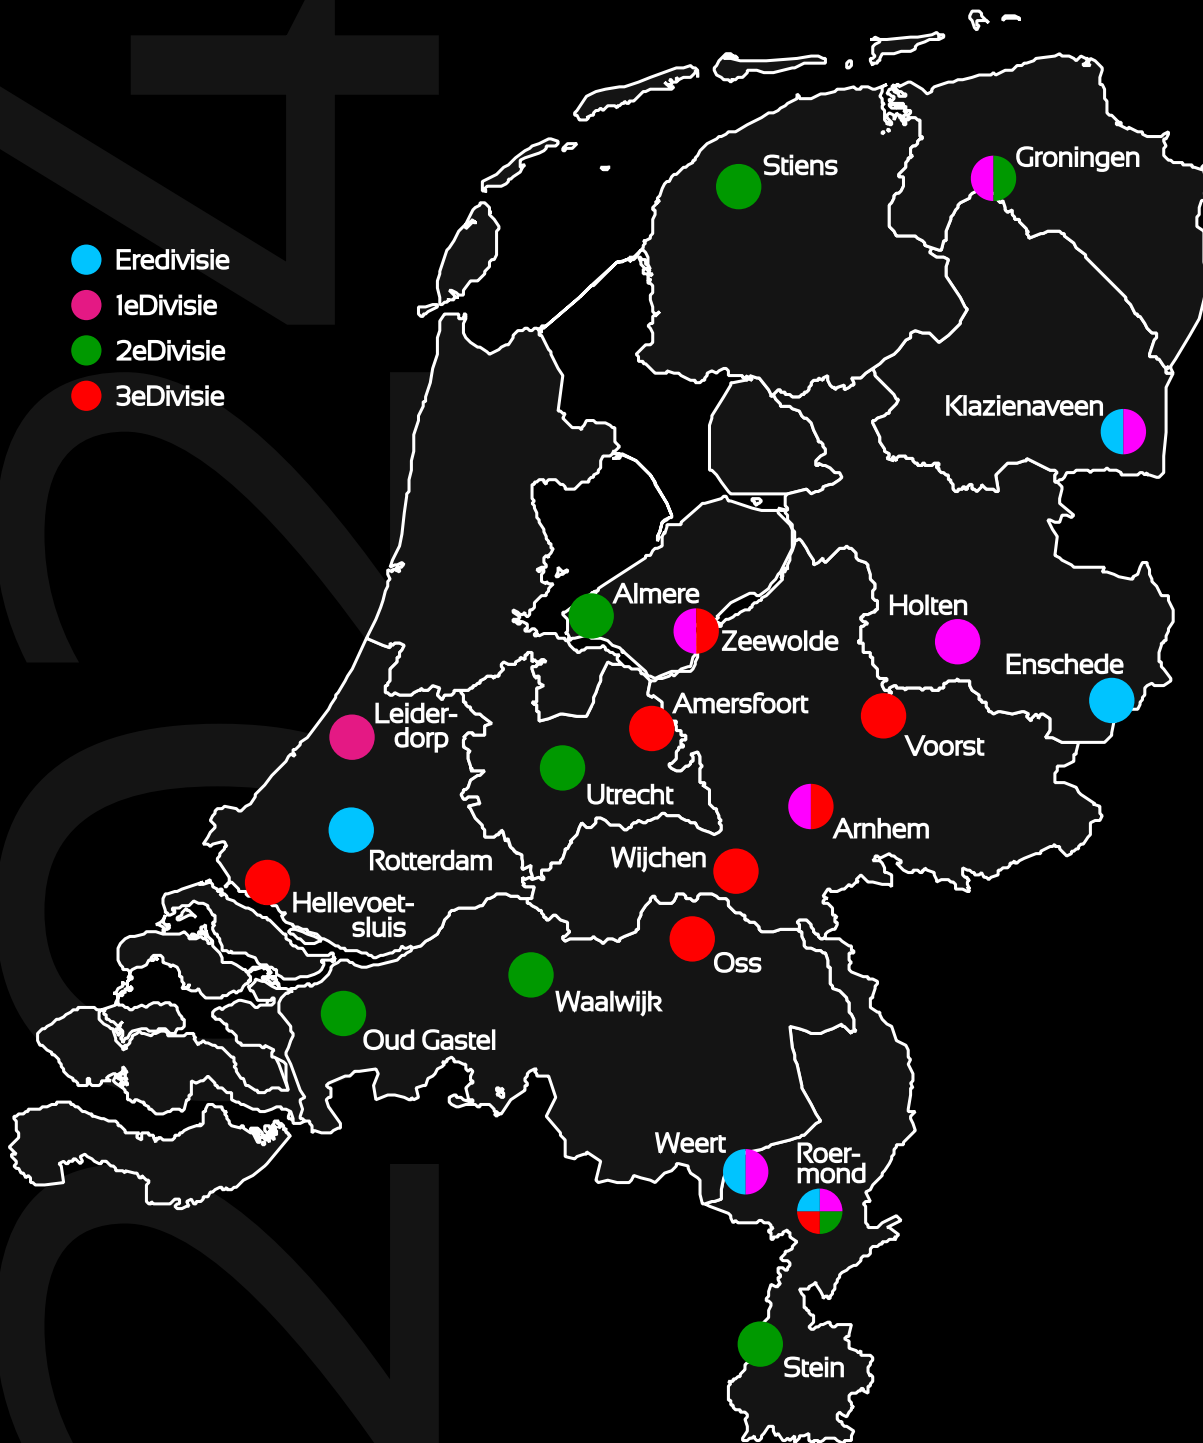 Stiens
Groningen
Eredivisie
1eDivisie
2eDivisie
3eDivisie
Klazienaveen
Almere
Zeewolde
Holten
Enschede
Leider-
dorp
Amersfoort
Voorst
Utrecht
Arnhem
Rotterdam
Wijchen
Hellevoet-
sluis
Oss
Waalwijk
Oud Gastel
Weert
Roer-
mond
Stein
2024